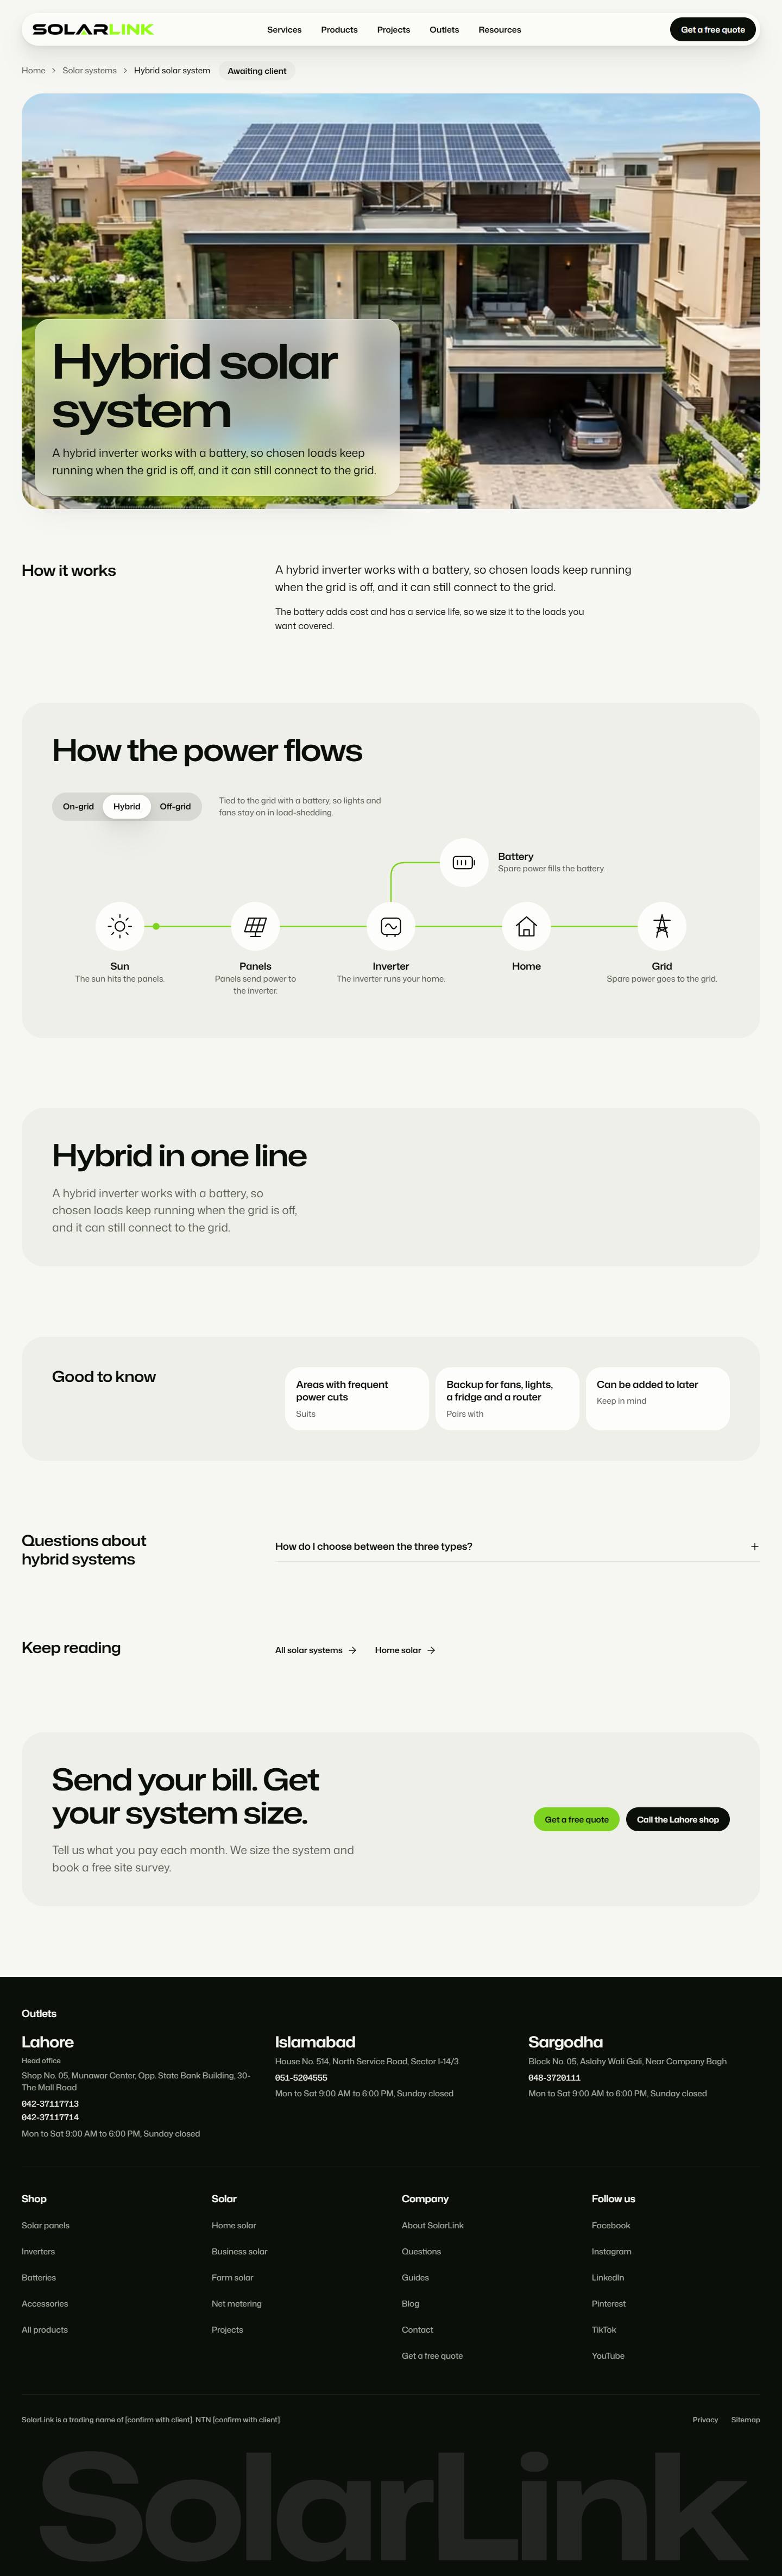 SOLARLINK
Services
Products
Projects
Outlets
Resources
Get a free quote
Home
Solar systems
Hybrid solar system
Awaiting client
Hybrid solar
system
A hybrid inverter works with a battery, so chosen loads keep
running when the grid is off, and it can still connect to the grid.
How it works
A hybrid inverter works with a battery, so chosen loads keep running
when the grid is off, and it can still connect to the grid.
The battery adds cost and has a service life, so we size it to the loads you
want covered.
How the power flows
On-grid
Hybrid
Off-grid
Tied to the grid with a battery, so lights and
fans stay on in load-shedding.
Battery
Spare power fills the battery.
Sun
The sun hits the panels.
Panels
Panels send power to
the inverter.
Inverter
The inverter runs your home.
Home
Grid
Spare power goes to the grid.
Hybrid in one line
A hybrid inverter works with a battery, so
chosen loads keep running when the grid is off,
and it can still connect to the grid.
Good to know
Areas with frequent
power cuts
Suits
Backup for fans, lights,
a fridge and a router
Pairs with
Can be added to later
Keep in mind
Questions about
hybrid systems
How do I choose between the three types?
Keep reading
All solar systems
Home solar
Send your bill. Get
your system size.
Tell us what you pay each month. We size the system and
book a free site survey.
Get a free quote
Call the Lahore shop
Outlets
Lahore
Head office
Shop No. 05, Munawar Center, Opp. State Bank Building, 30-
The Mall Road
042-37117713
042-37117714
Mon to Sat 9:00 AM to 6:00 PM, Sunday closed
Islamabad
House No. 514, North Service Road, Sector I-14/3
051-5204555
Mon to Sat 9:00 AM to 6:00 PM, Sunday closed
Sargodha
Block No. 05, Aslahy Wali Gali, Near Company Bagh
048-3720111
Mon to Sat 9:00 AM to 6:00 PM, Sunday closed
Shop
Solar panels
Inverters
Batteries
Accessories
All products
Solar
Home solar
Business solar
Farm solar
Net metering
Projects
Company
About SolarLink
Questions
Guides
Blog
Contact
Get a free quote
Follow us
Facebook
Instagram
LinkedIn
Pinterest
TikTok
YouTube
SolarLink is a trading name of [confirm with client]. NTN [confirm with client].
Privacy
Sitemap
SolarLink